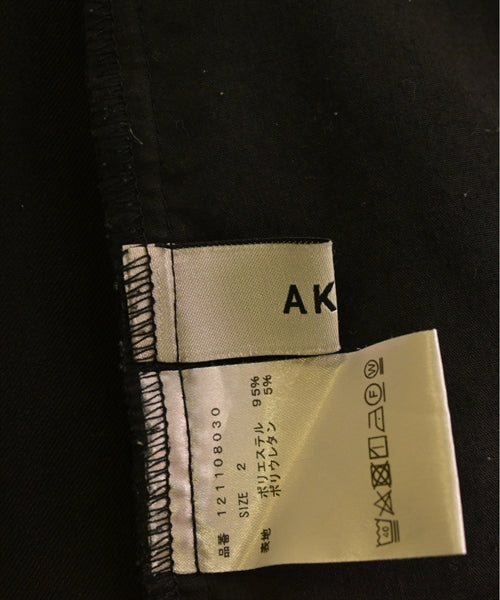 AK
品番 121108030
SIZE 2
表地 ポリエステル 95%
ポリウレタン 5%
40